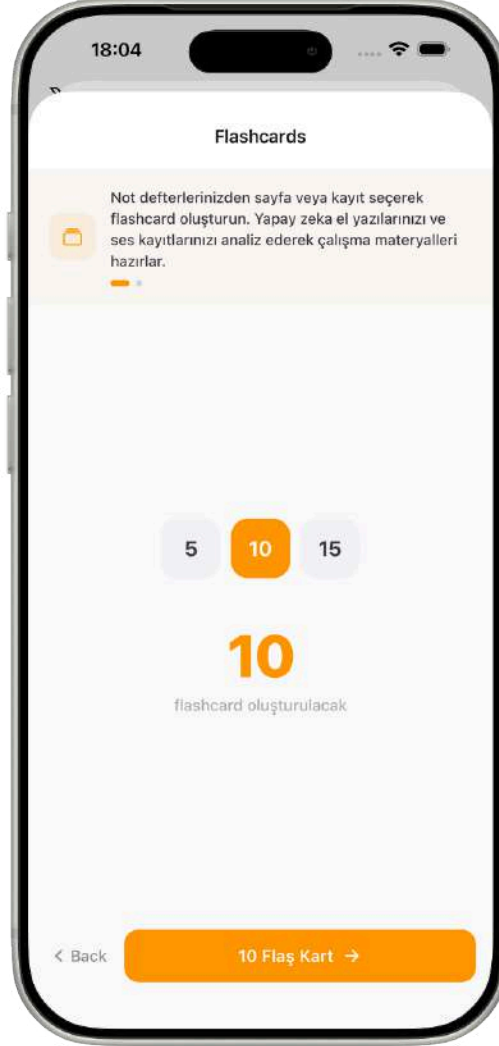 18:04
Flashcards
Not defterlerinizden sayfa veya kayıt seçerek
flashcard oluşturun. Yapay zeka el yazılarınızı ve
ses kayıtlarınızı analiz ederek çalışma materyalleri
hazırlar.
5 10 15
10
flashcard oluşturulacak
< Back
10 Flaş Kart →